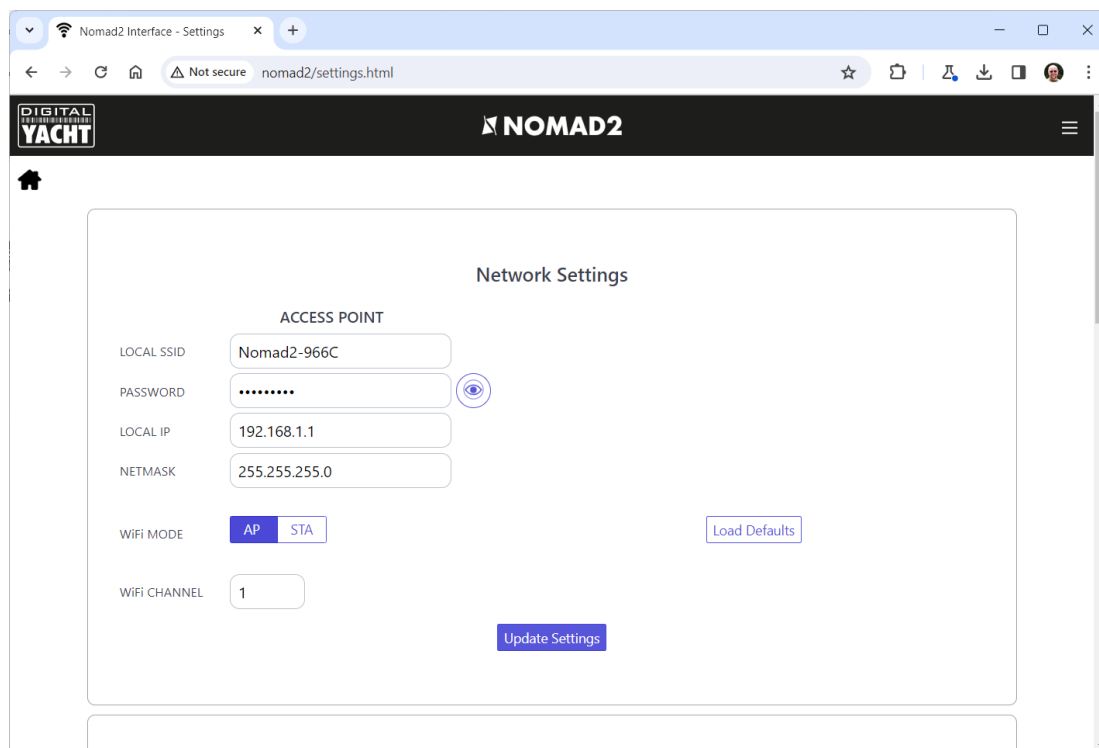 Nomad2 Interface - Settings
Not secure nomad2/settings.html
DIGITAL
YACHT
NOMAD2
Network Settings
ACCESS POINT
LOCAL SSID Nomad2-966C
PASSWORD •••••••••
LOCAL IP 192.168.1.1
NETMASK 255.255.255.0
WiFi MODE AP STA Load Defaults
WiFi CHANNEL 1
Update Settings